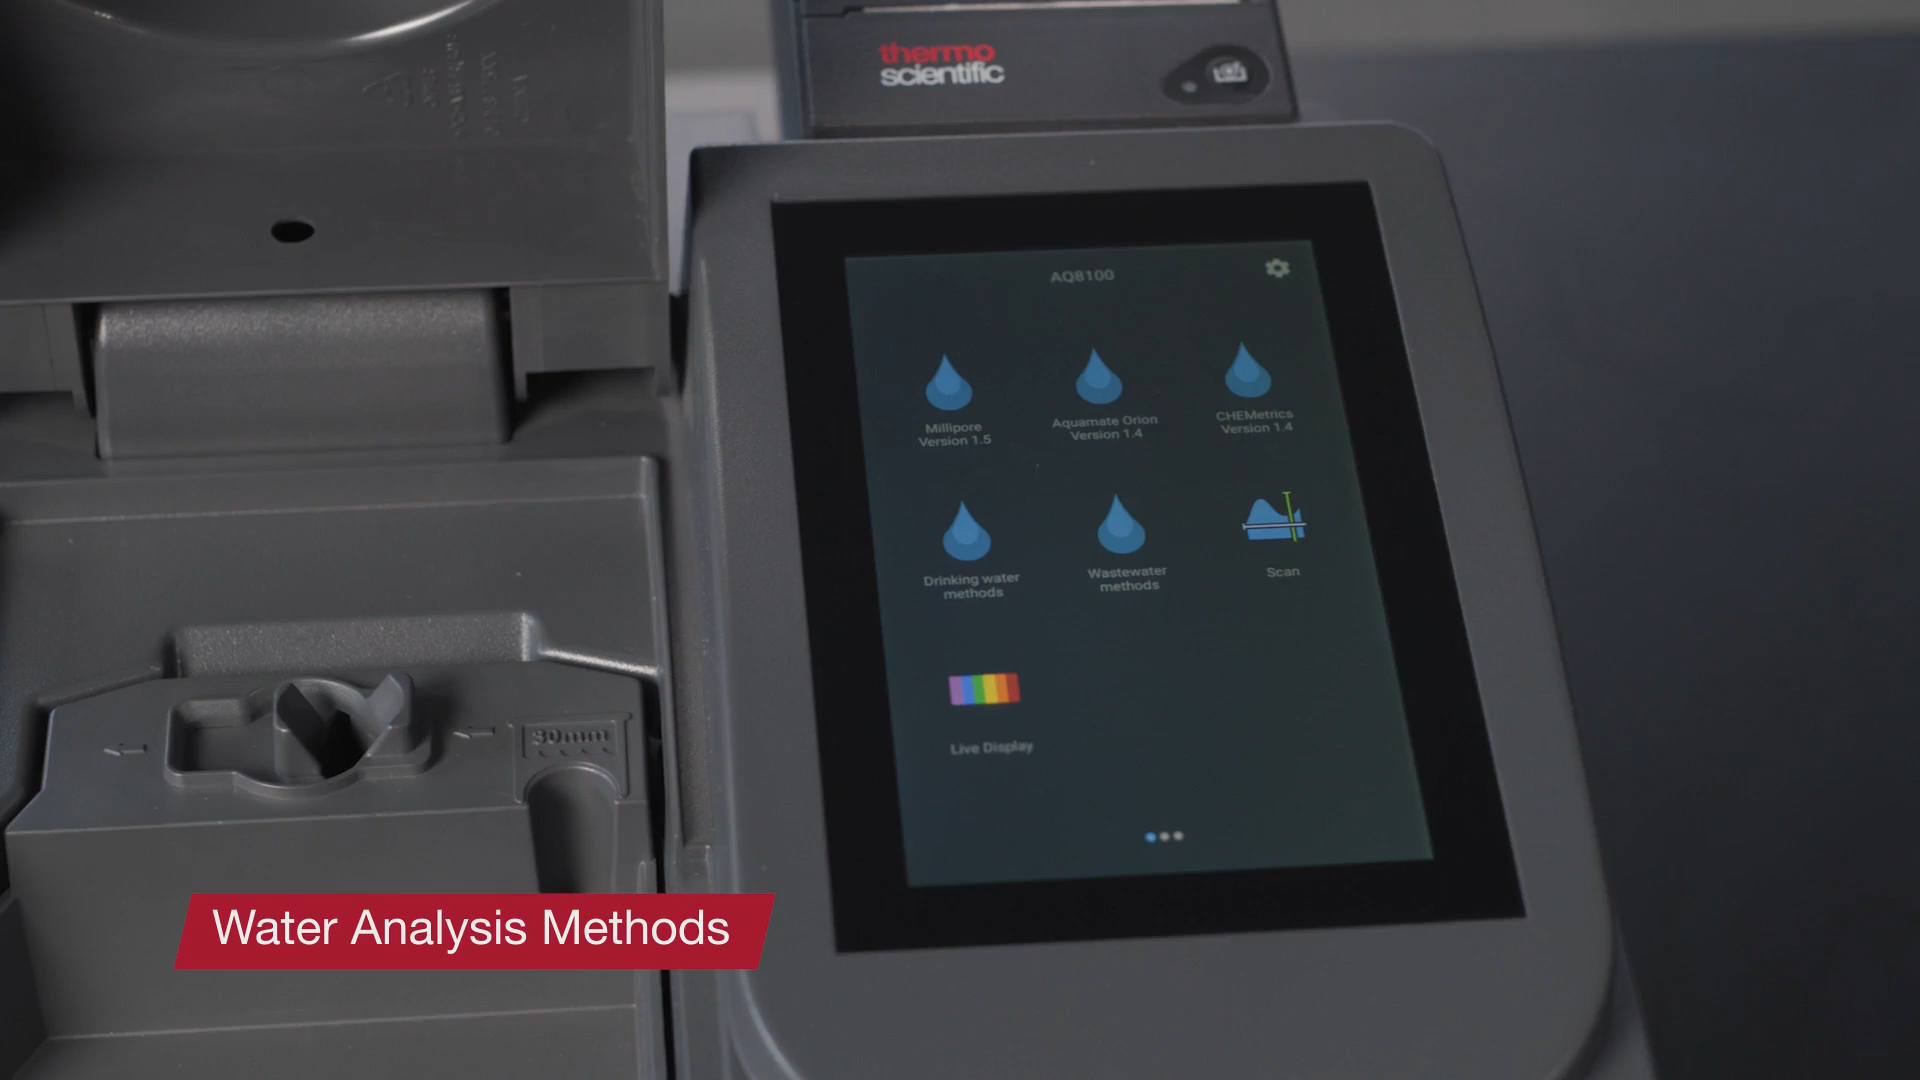 thermo
scientific
AQ8100
Millipore
Version 1.5
Aquamate Orion
Version 1.4
CHEMetrics
Version 1.4
Drinking water
methods
Wastewater
methods
Scan
Live Display
30mm
Water Analysis Methods